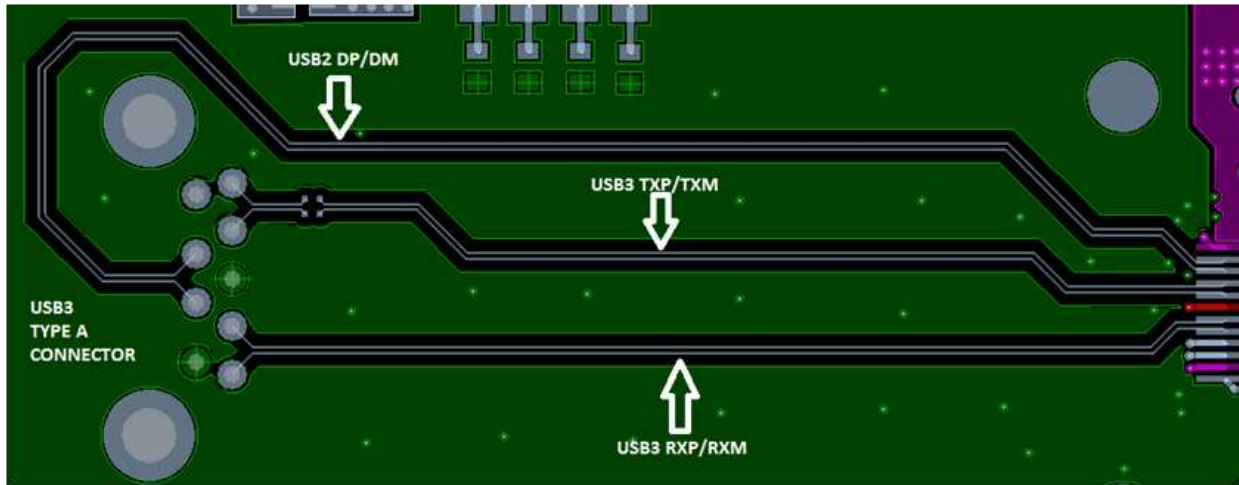 USB2 DP/DM
USB3 TXP/TXM
USB3
TYPE A
CONNECTOR
USB3 RXP/RXM